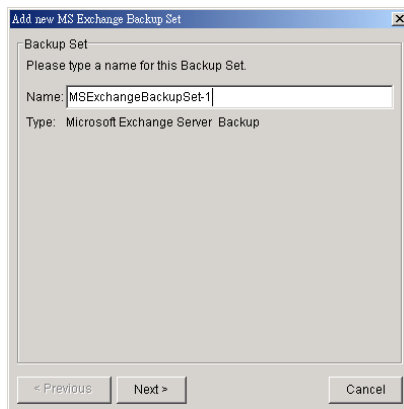 Add new MS Exchange Backup Set
Backup Set
Please type a name for this Backup Set.
Name: MSExchangeBackupSet-1
Type: Microsoft Exchange Server Backup
< Previous
Next >
Cancel